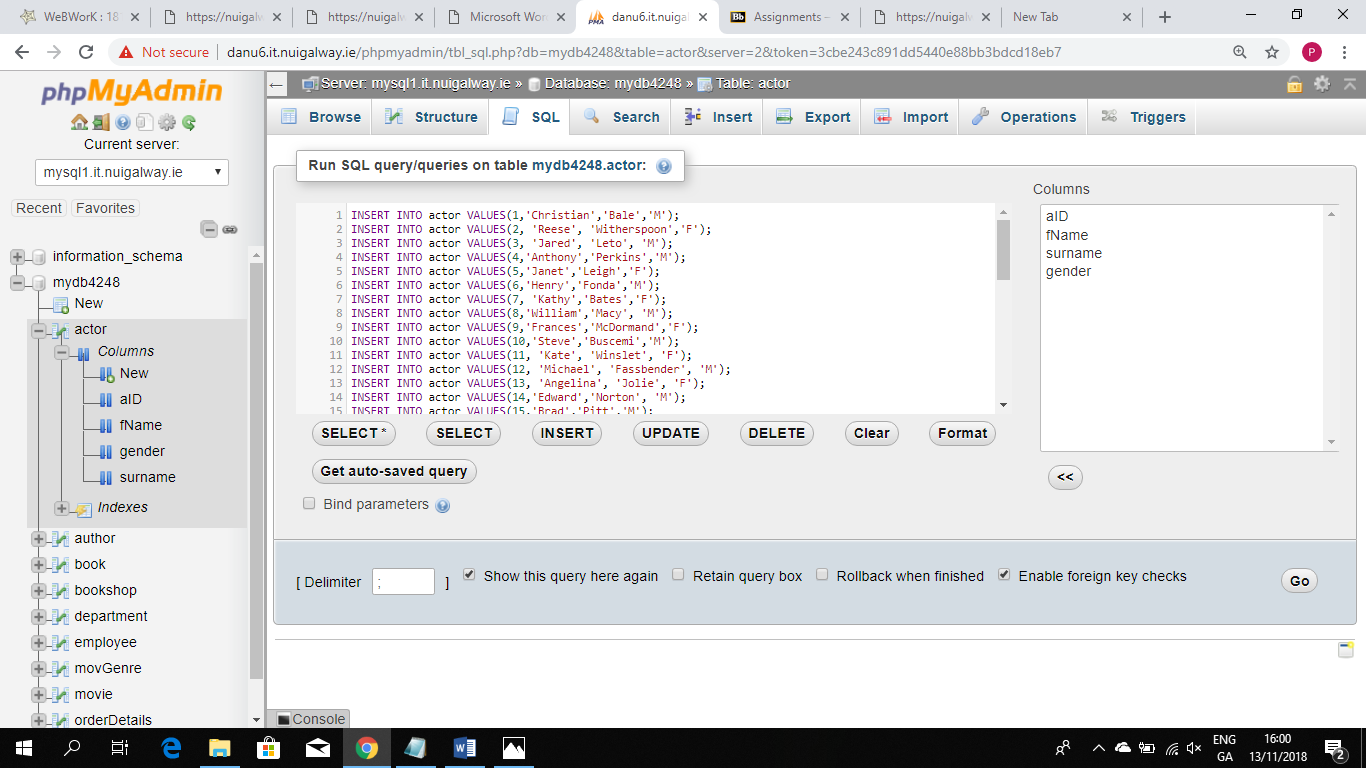 WeBWorK : 18
https://nuigalw
https://nuigalw
Microsoft Wor
danu6.it.nuiga
Assignments –
https://nuigalw
New Tab
Not secure | danu6.it.nuigalway.ie/phpmyadmin/tbl_sql.php?db=mydb4248&table=actor&server=2&token=3cbe243c891dd5440e88bb3bdcd18eb7
P
phpMyAdmin
Current server:
mysql1.it.nuigalway.ie
Recent Favorites
information_schema
mydb4248
New
actor
Columns
New
aID
fName
gender
surname
Indexes
author
book
bookshop
department
employee
movGenre
movie
orderDetails
Server: mysql1.it.nuigalway.ie » Database: mydb4248 » Table: actor
Browse Structure SQL Search Insert Export Import Operations Triggers
Run SQL query/queries on table mydb4248.actor:
1 INSERT INTO actor VALUES(1,'Christian','Bale','M');
2 INSERT INTO actor VALUES(2, 'Reese', 'Witherspoon','F');
3 INSERT INTO actor VALUES(3, 'Jared', 'Leto', 'M');
4 INSERT INTO actor VALUES(4,'Anthony','Perkins','M');
5 INSERT INTO actor VALUES(5,'Janet','Leigh','F');
6 INSERT INTO actor VALUES(6,'Henry','Fonda','M');
7 INSERT INTO actor VALUES(7, 'Kathy','Bates','F');
8 INSERT INTO actor VALUES(8,'William','Macy', 'M');
9 INSERT INTO actor VALUES(9,'Frances','McDormand','F');
10 INSERT INTO actor VALUES(10,'Steve','Buscemi','M');
11 INSERT INTO actor VALUES(11, 'Kate', 'Winslet', 'F');
12 INSERT INTO actor VALUES(12, 'Michael', 'Fassbender', 'M');
13 INSERT INTO actor VALUES(13, 'Angelina', 'Jolie', 'F');
14 INSERT INTO actor VALUES(14,'Edward','Norton', 'M');
15 INSERT INTO actor VALUES(15,'Brad','Pitt','M');
Columns
aID
fName
surname
gender
SELECT * SELECT INSERT UPDATE DELETE Clear Format
Get auto-saved query
<<
Bind parameters
[ Delimiter ; ] Show this query here again Retain query box Rollback when finished Enable foreign key checks
Go
Console
ENG
GA
16:00
13/11/2018
2